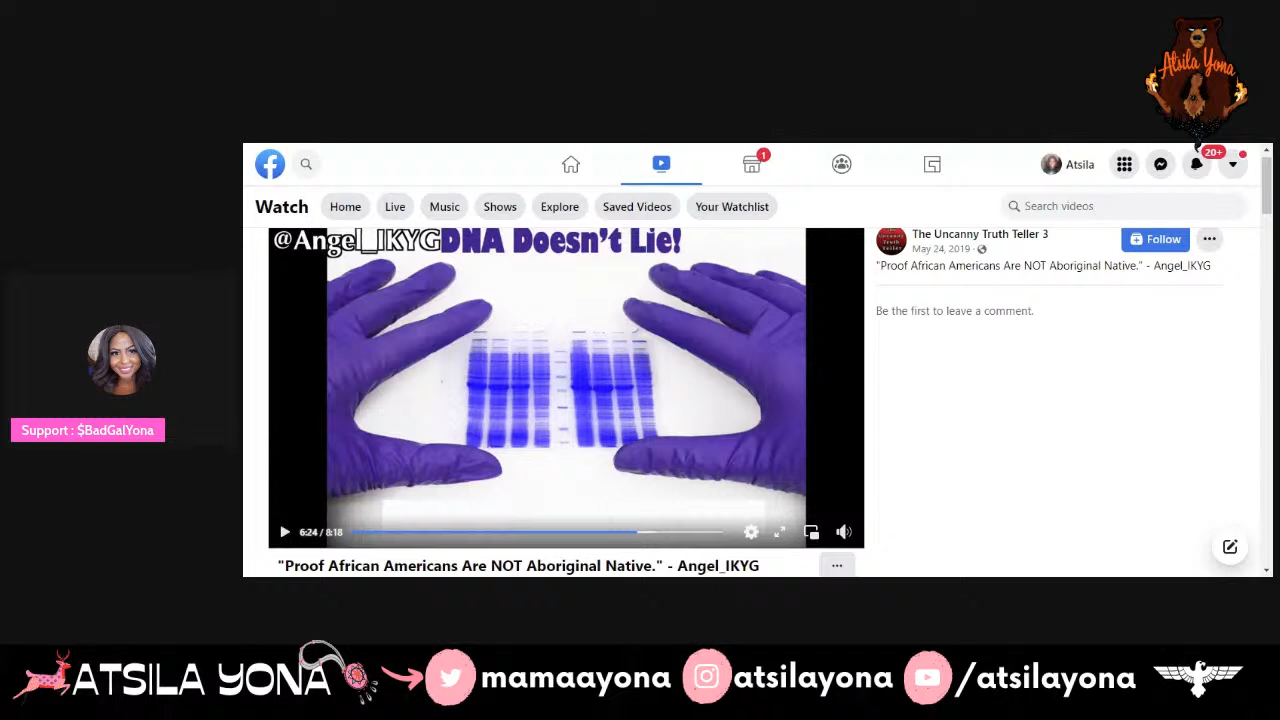 Atsila Yona
1
20+
Atsila
Watch
Home
Live
Music
Shows
Explore
Saved Videos
Your Watchlist
Search videos
@Angel_IKYG DNA Doesn't Lie!
The Uncanny Truth Teller 3
May 24, 2019 ·
Follow
"Proof African Americans Are NOT Aboriginal Native." - Angel_IKYG
Be the first to leave a comment.
Support : $BadGalYona
6:24 / 8:18
"Proof African Americans Are NOT Aboriginal Native." - Angel_IKYG
ATSILA YONA
mamaayona
atsilayona
/atsilayona